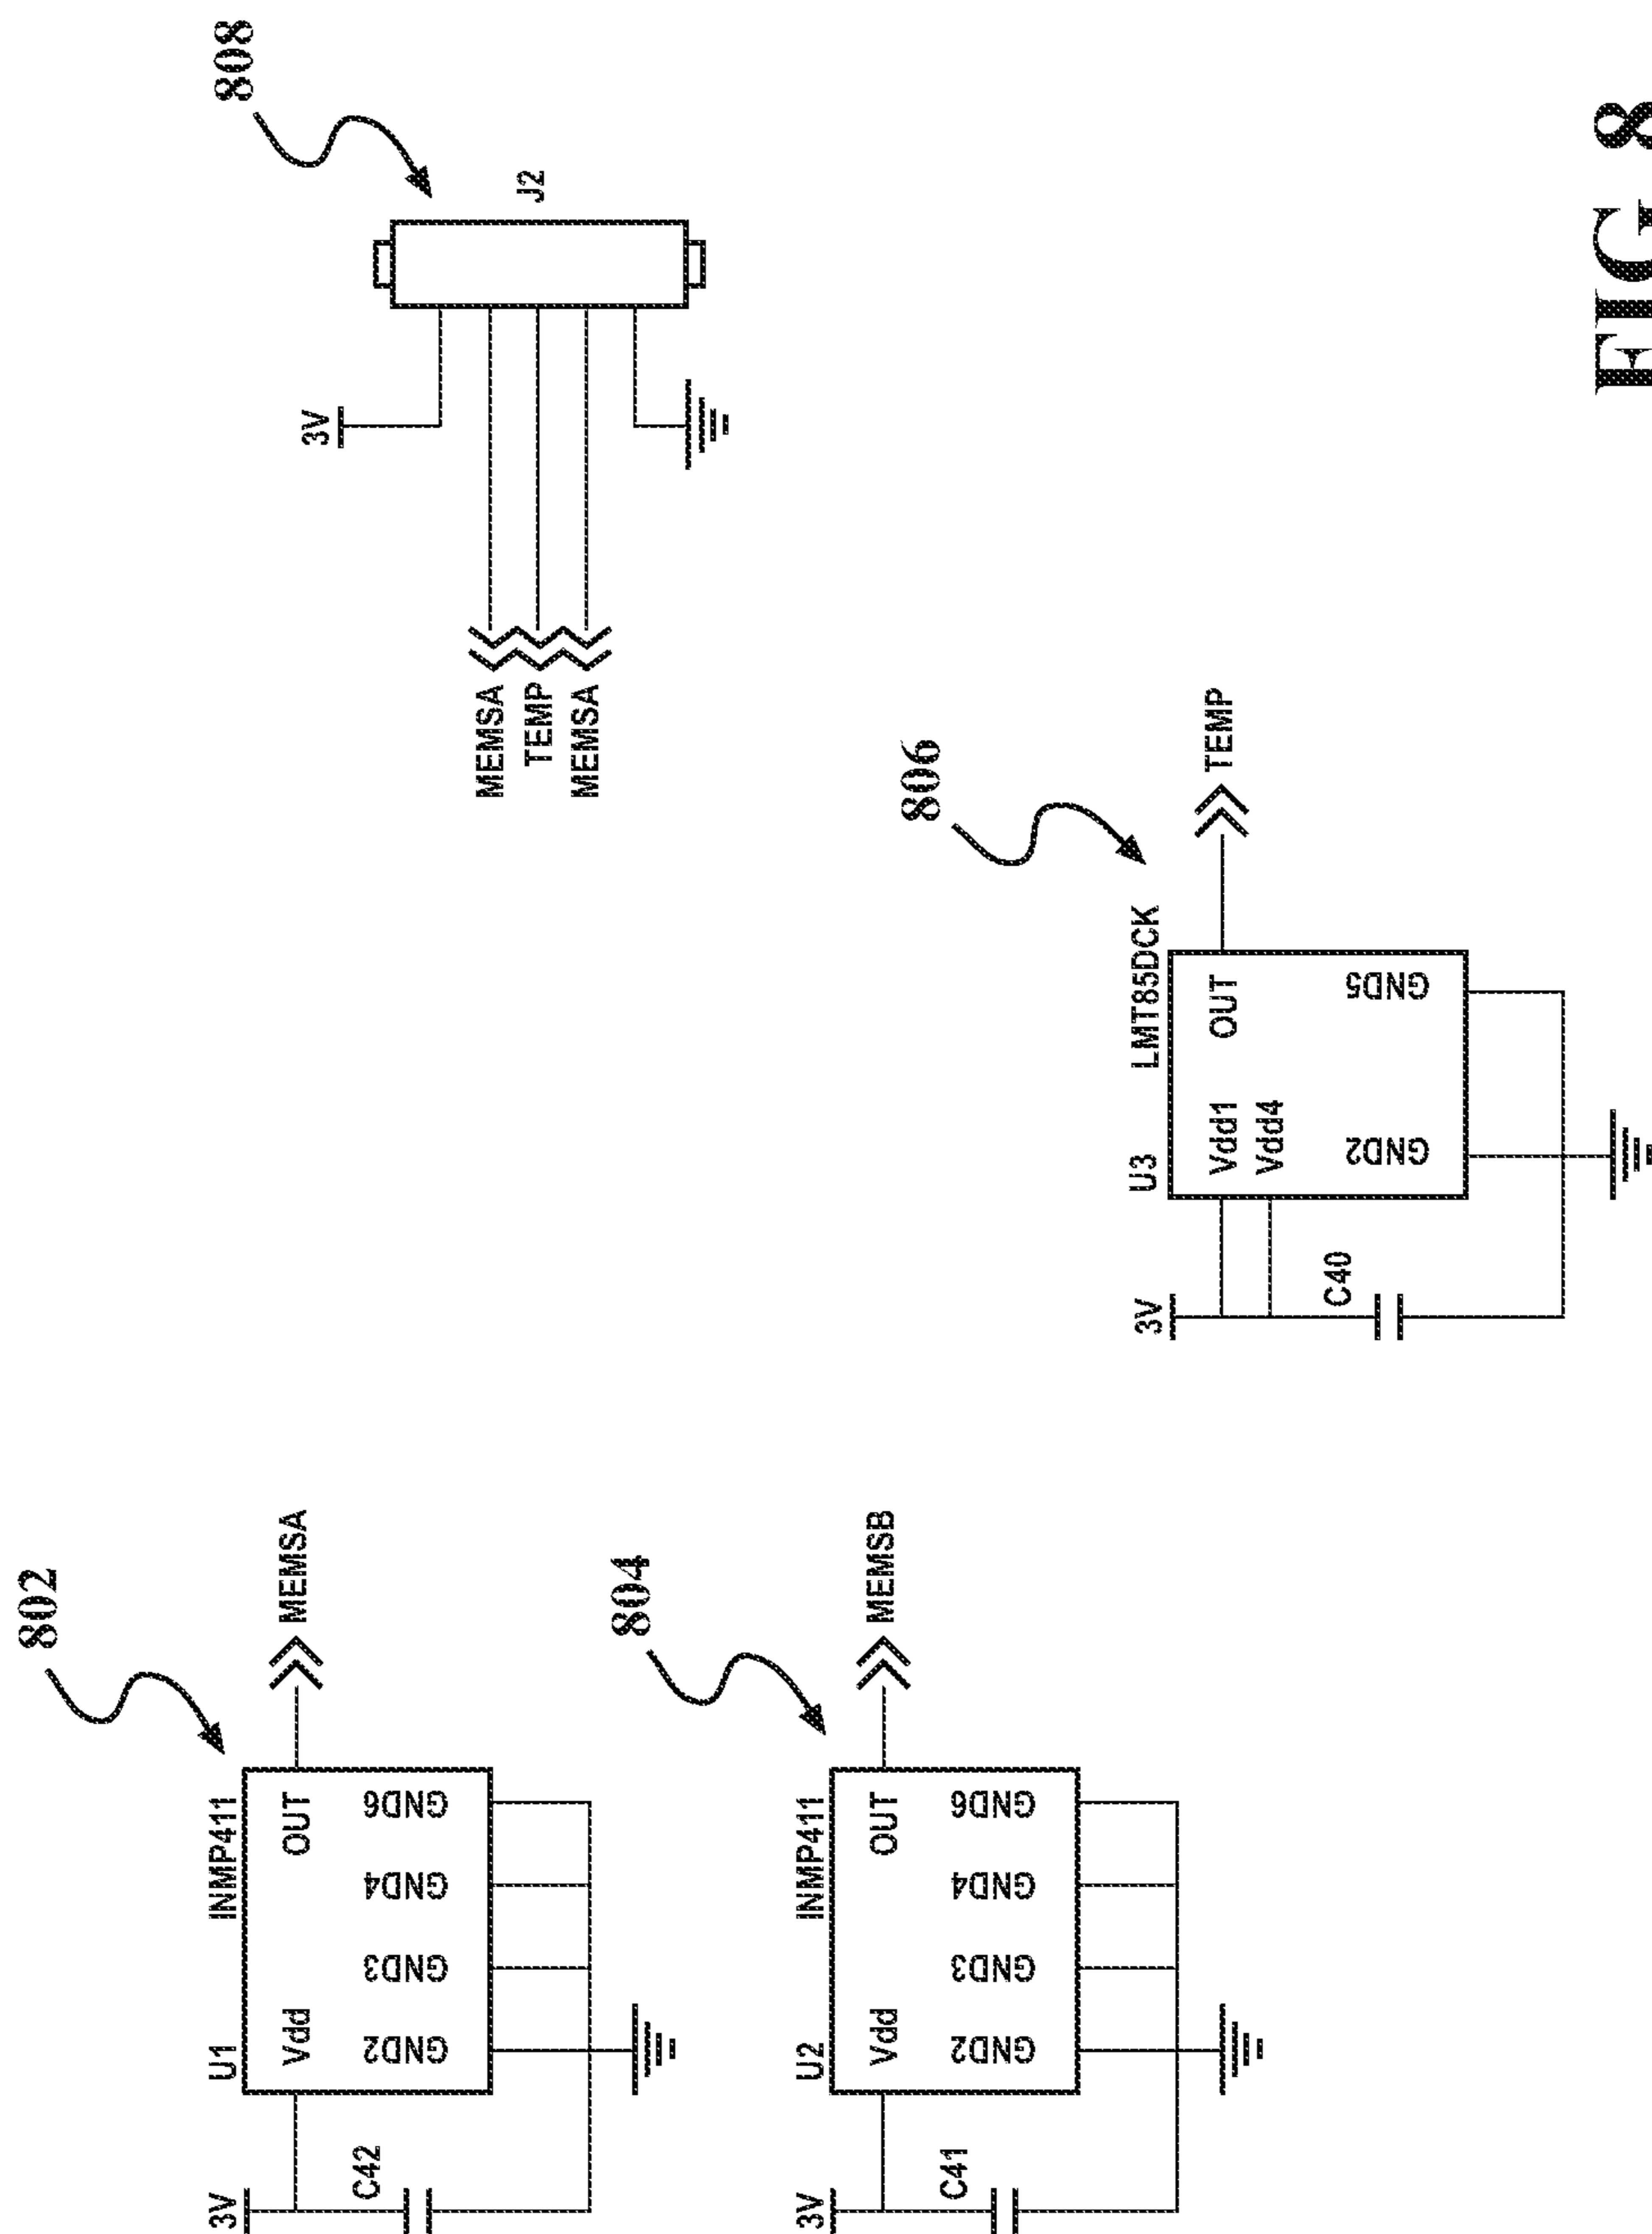 802
U1
INMP411
3V
Vdd
OUT
MEMSA
GND2
GND3
GND4
GND6
C42
804
U2
INMP411
3V
Vdd
OUT
MEMSB
GND2
GND3
GND4
GND6
C41
806
U3
LMT85DCK
3V
Vdd1
OUT
TEMP
Vdd4
GND2
GND5
C40
808
3V
J2
MEMSA
TEMP
MEMSA
FIG 8